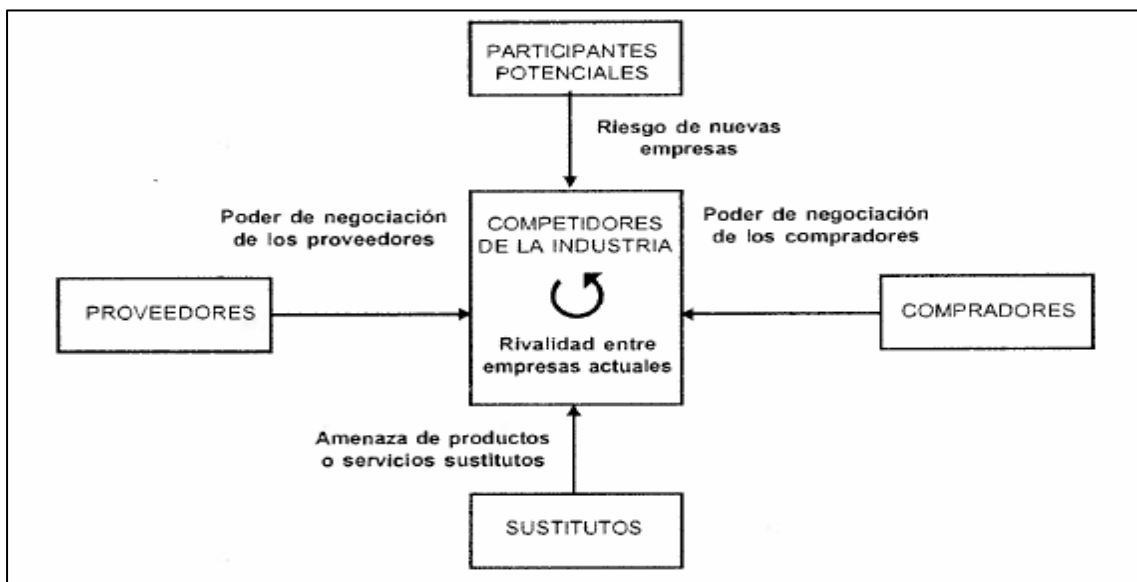 PARTICIPANTES
POTENCIALES
Riesgo de nuevas
empresas
Poder de negociación
de los proveedores
COMPETIDORES
DE LA INDUSTRIA
Poder de negociación
de los compradores
PROVEEDORES
COMPRADORES
Rivalidad entre
empresas actuales
Amenaza de productos
o servicios sustitutos
SUSTITUTOS